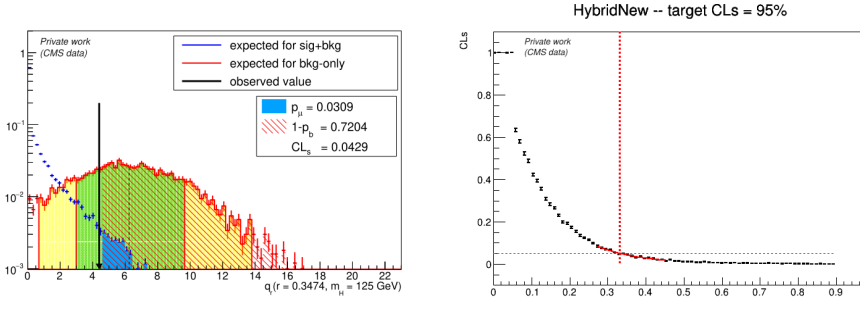 HybridNew -- target CLs = 95%
Private work
(CMS data)
expected for sig+bkg
expected for bkg-only
observed value
pμ = 0.0309
1-pb = 0.7204
CLs = 0.0429
1
10−1
10−2
10−3
0 2 4 6 8 10 12 14 16 18 20 22
q (r = 0.3474, mH = 125 GeV)
CLs
Private work
(CMS data)
1
0.8
0.6
0.4
0.2
0
0 0.1 0.2 0.3 0.4 0.5 0.6 0.7 0.8 0.9